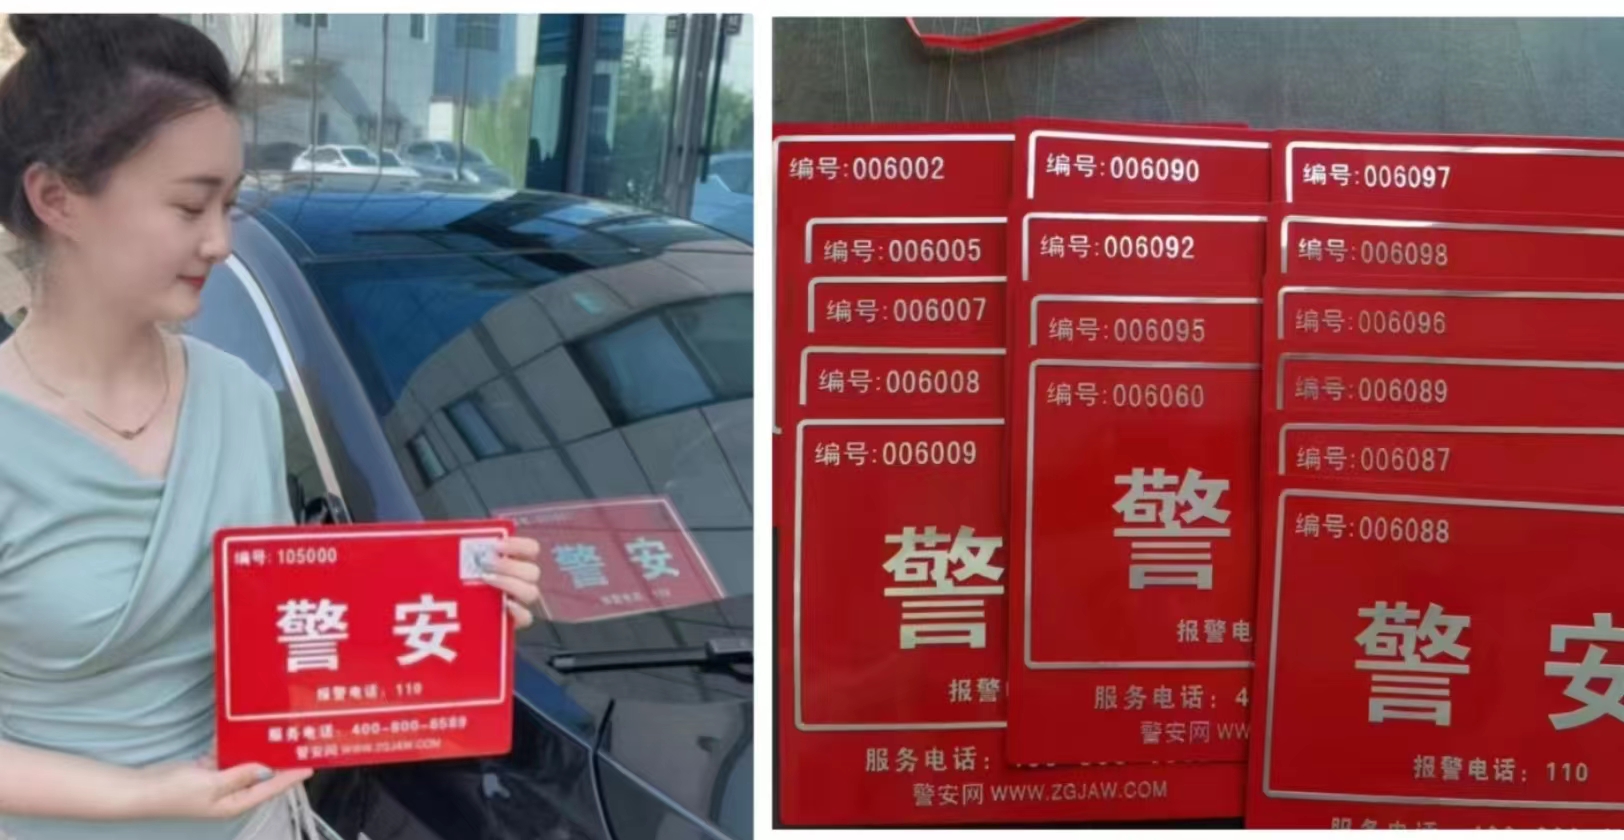 编号: 105000
警 安
报警电话: 110
服务电话: 400-800-8589
警安网 WWW.ZGJAW.COM
警 安
编号:006002
编号:006005
编号:006007
编号:006008
编号:006009
警
报警
服务电话:
警安网 WWW.ZGJAW.COM
编号:006090
编号:006092
编号:006095
编号:006060
警
报警电
服务电话: 4
警安网 WW
编号:006097
编号:006098
编号:006096
编号:006089
编号:006087
编号:006088
警 安
报警电话: 110
服务电话